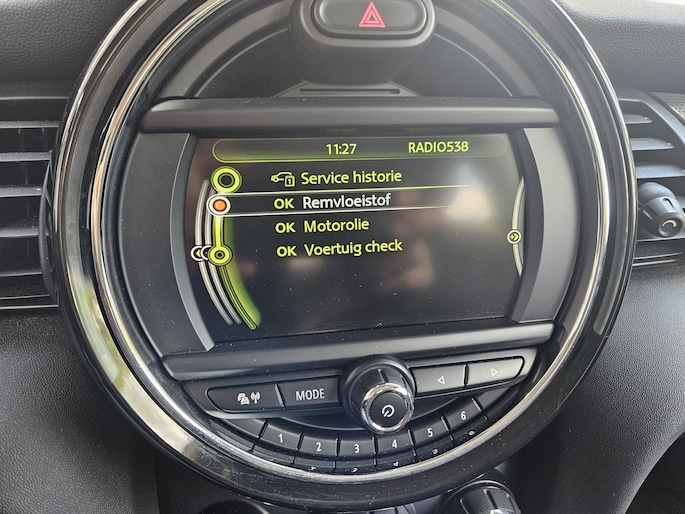 11:27 RADIO538
Service historie
OK Remvloeistof
OK Motorolie
OK Voertuig check
MODE
1 2 3 4 5 6